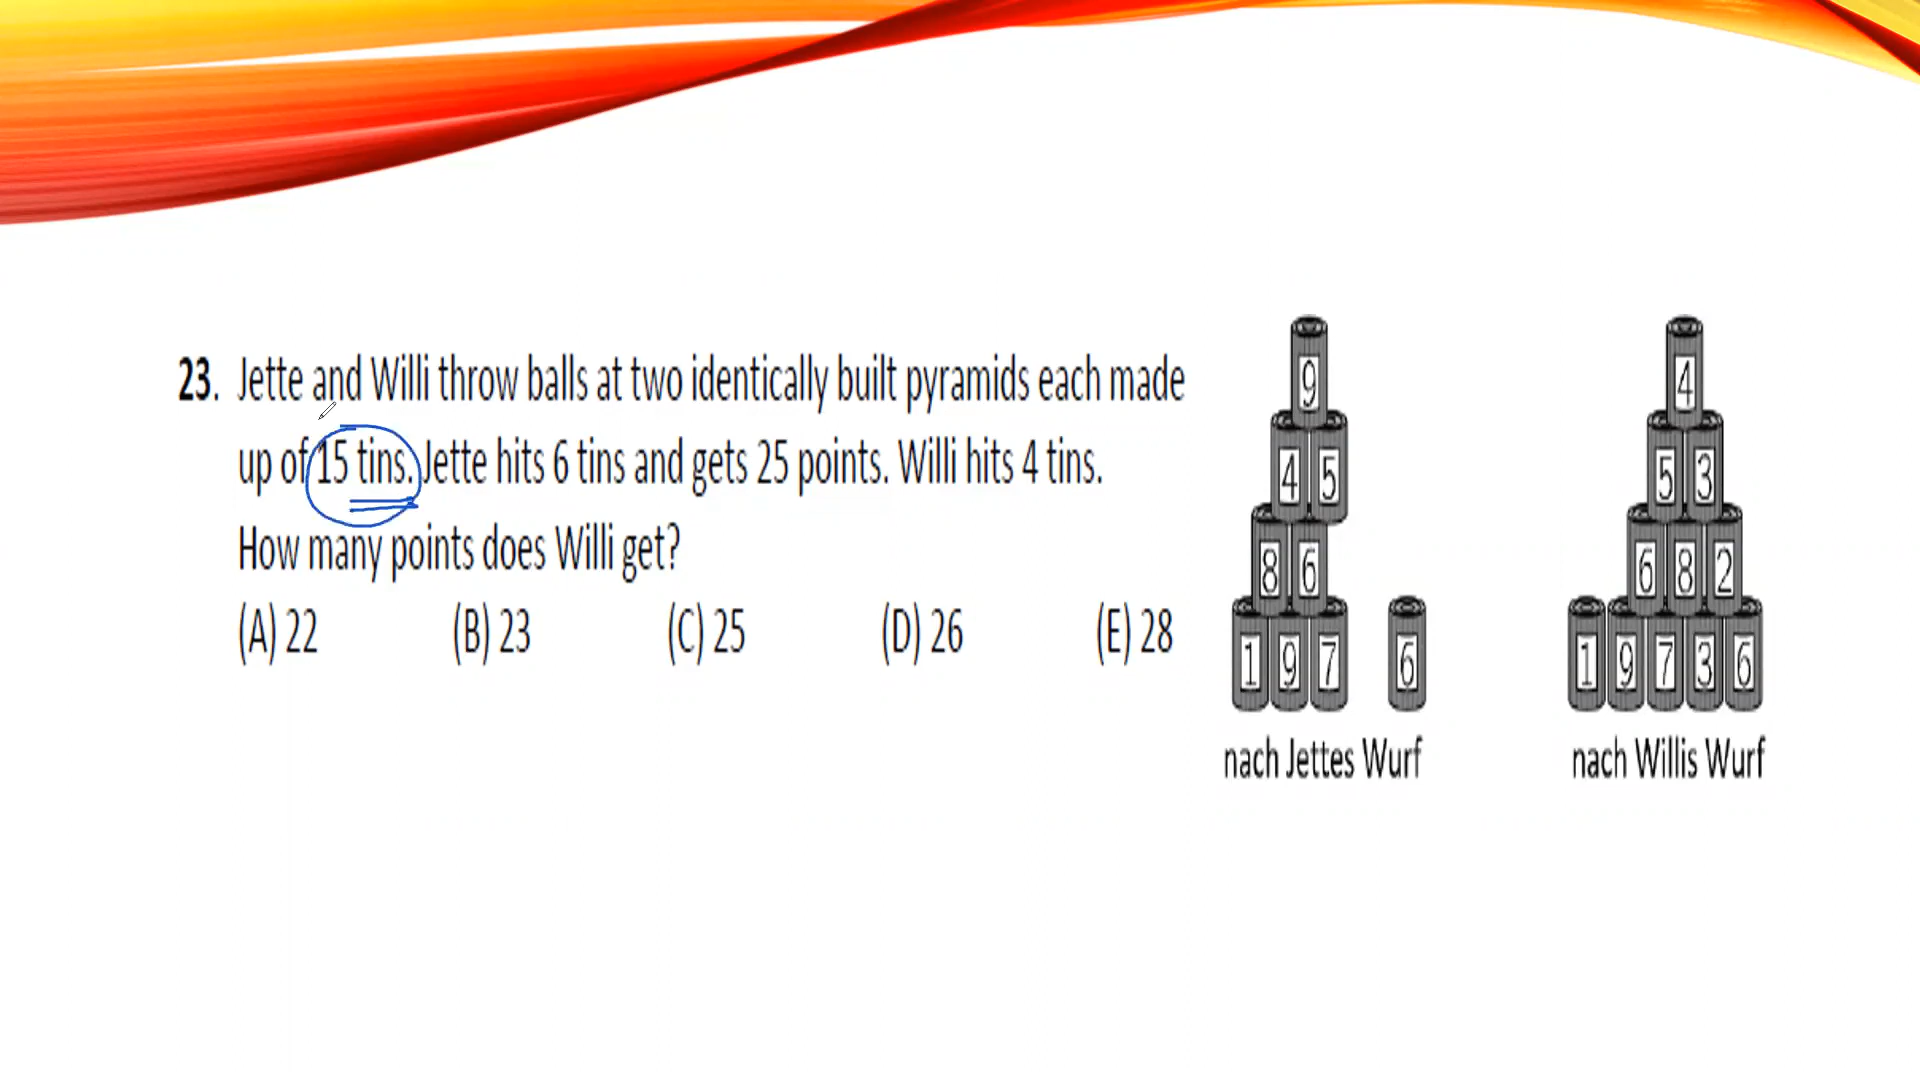 23. Jette and Willi throw balls at two identically built pyramids each made
up of 15 tins. Jette hits 6 tins and gets 25 points. Willi hits 4 tins.
How many points does Willi get?
(A) 22 (B) 23 (C) 25 (D) 26 (E) 28
9
4 5
8 6
1 9 7 6
nach Jettes Wurf
4
5 3
6 8 2
1 9 7 3 6
nach Willis Wurf